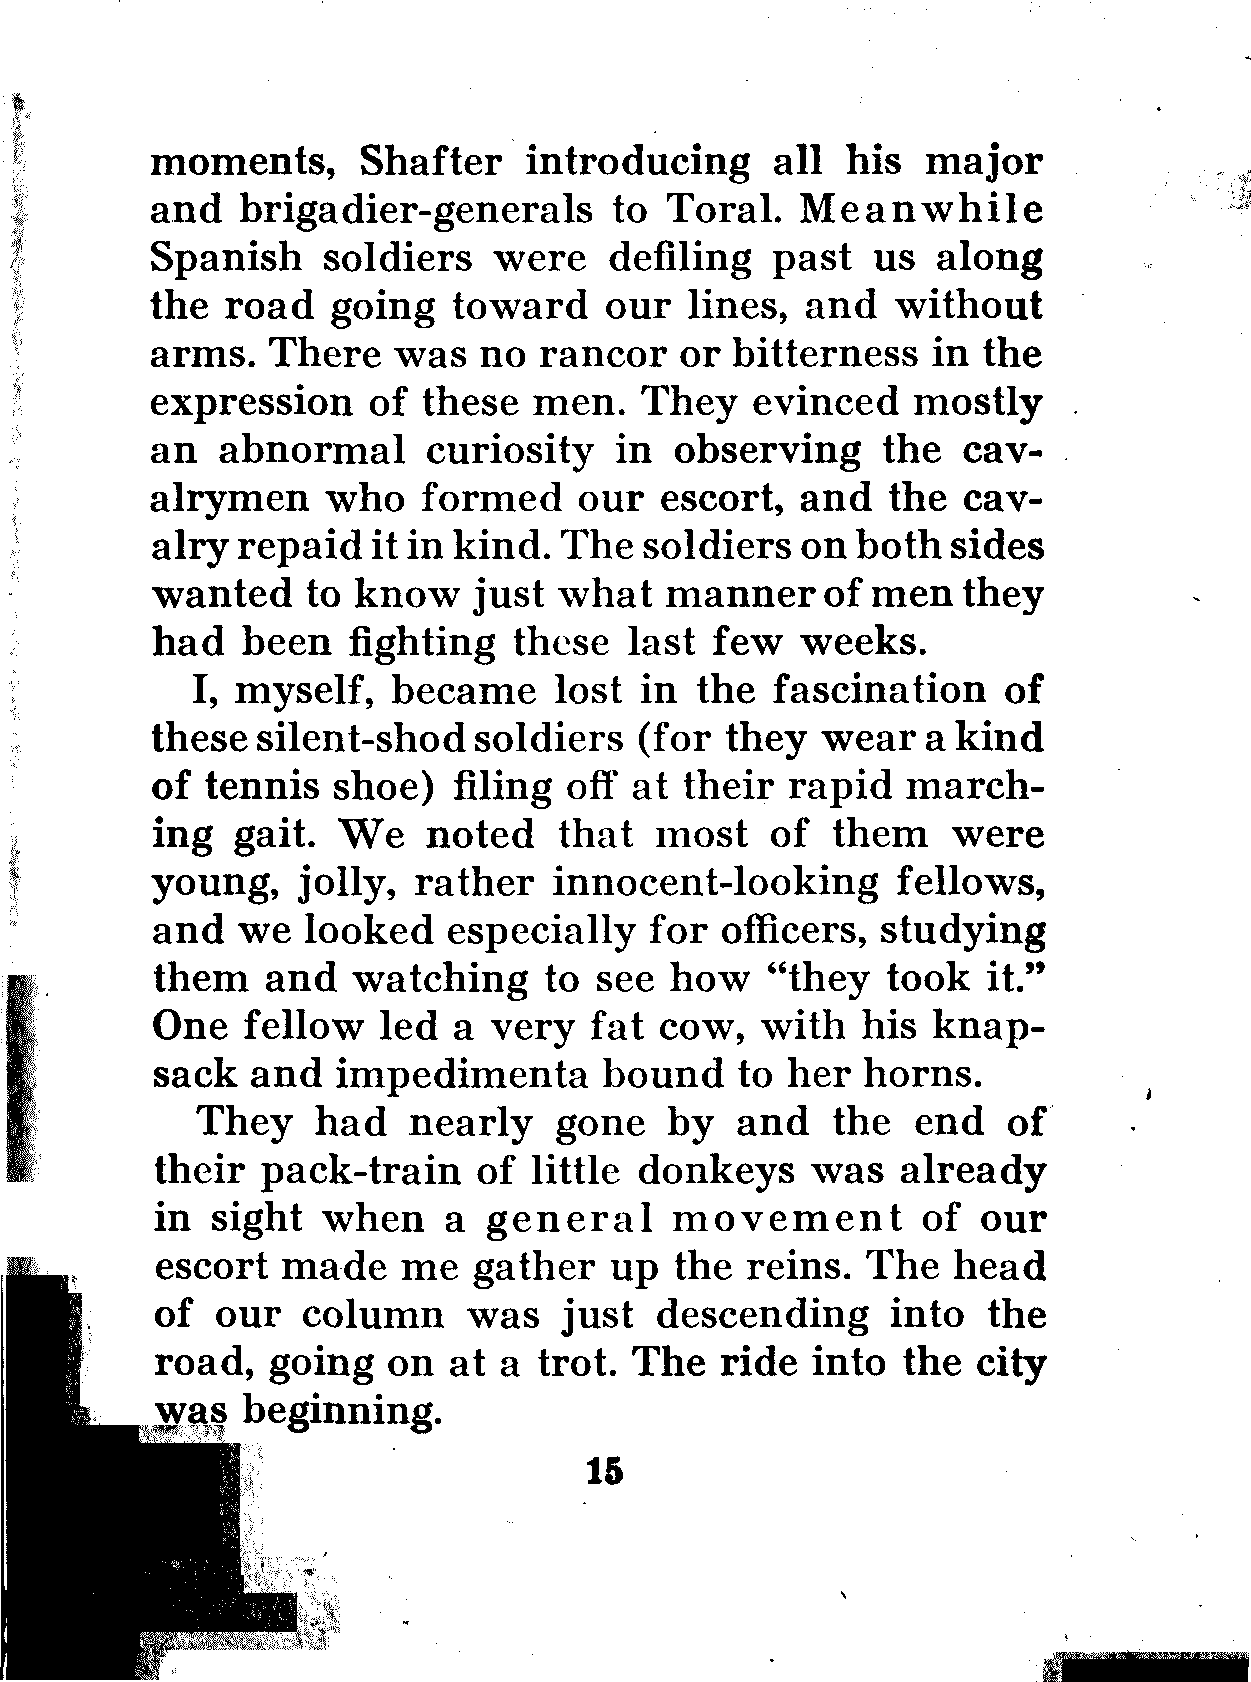 moments, Shafter introducing all his major
and brigadier-generals to Toral. Meanwhile
Spanish soldiers were defiling past us along
the road going toward our lines, and without
arms. There was no rancor or bitterness in the
expression of these men. They evinced mostly
an abnormal curiosity in observing the cav-
alrymen who formed our escort, and the cav-
alry repaid it in kind. The soldiers on both sides
wanted to know just what manner of men they
had been fighting these last few weeks.
I, myself, became lost in the fascination of
these silent-shod soldiers (for they wear a kind
of tennis shoe) filing off at their rapid march-
ing gait. We noted that most of them were
young, jolly, rather innocent-looking fellows,
and we looked especially for officers, studying
them and watching to see how “they took it.”
One fellow led a very fat cow, with his knap-
sack and impedimenta bound to her horns.
They had nearly gone by and the end of
their pack-train of little donkeys was already
in sight when a general movement of our
escort made me gather up the reins. The head
of our column was just descending into the
road, going on at a trot. The ride into the city
was beginning.
15